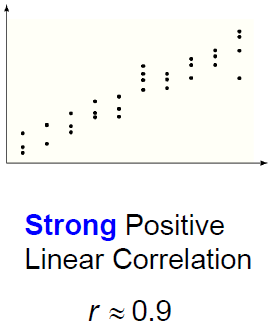 Strong Positive
Linear Correlation
r ≈ 0.9